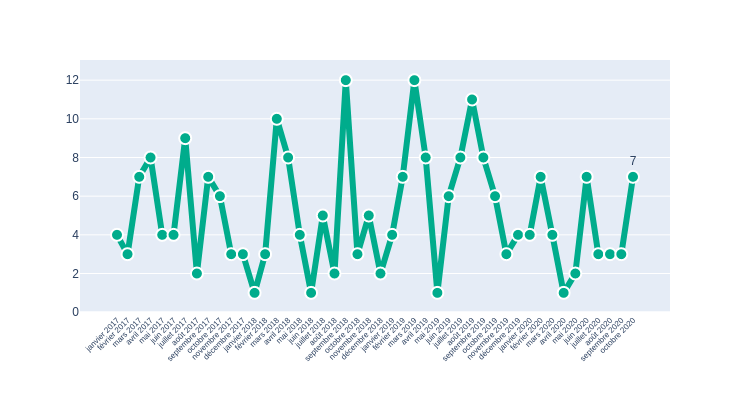 12
10
8
6
4
2
0
7
janvier 2017
février 2017
mars 2017
avril 2017
mai 2017
juin 2017
juillet 2017
août 2017
septembre 2017
octobre 2017
novembre 2017
décembre 2017
janvier 2018
février 2018
mars 2018
avril 2018
mai 2018
juin 2018
juillet 2018
août 2018
septembre 2018
octobre 2018
novembre 2018
décembre 2018
janvier 2019
février 2019
mars 2019
avril 2019
mai 2019
juin 2019
juillet 2019
août 2019
septembre 2019
octobre 2019
novembre 2019
décembre 2019
janvier 2020
février 2020
mars 2020
avril 2020
mai 2020
juin 2020
juillet 2020
août 2020
septembre 2020
octobre 2020